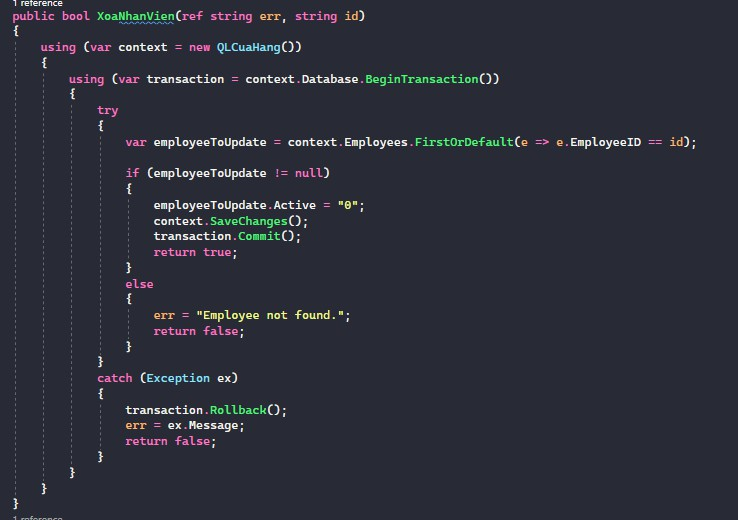 1 reference
public bool XoaNhanVien(ref string err, string id)
{
using (var context = new QLCuaHang())
{
using (var transaction = context.Database.BeginTransaction())
{
try
{
var employeeToUpdate = context.Employees.FirstOrDefault(e => e.EmployeeID == id);
if (employeeToUpdate != null)
{
employeeToUpdate.Active = "0";
context.SaveChanges();
transaction.Commit();
return true;
}
else
{
err = "Employee not found.";
return false;
}
}
catch (Exception ex)
{
transaction.Rollback();
err = ex.Message;
return false;
}
}
}
}
1 reference